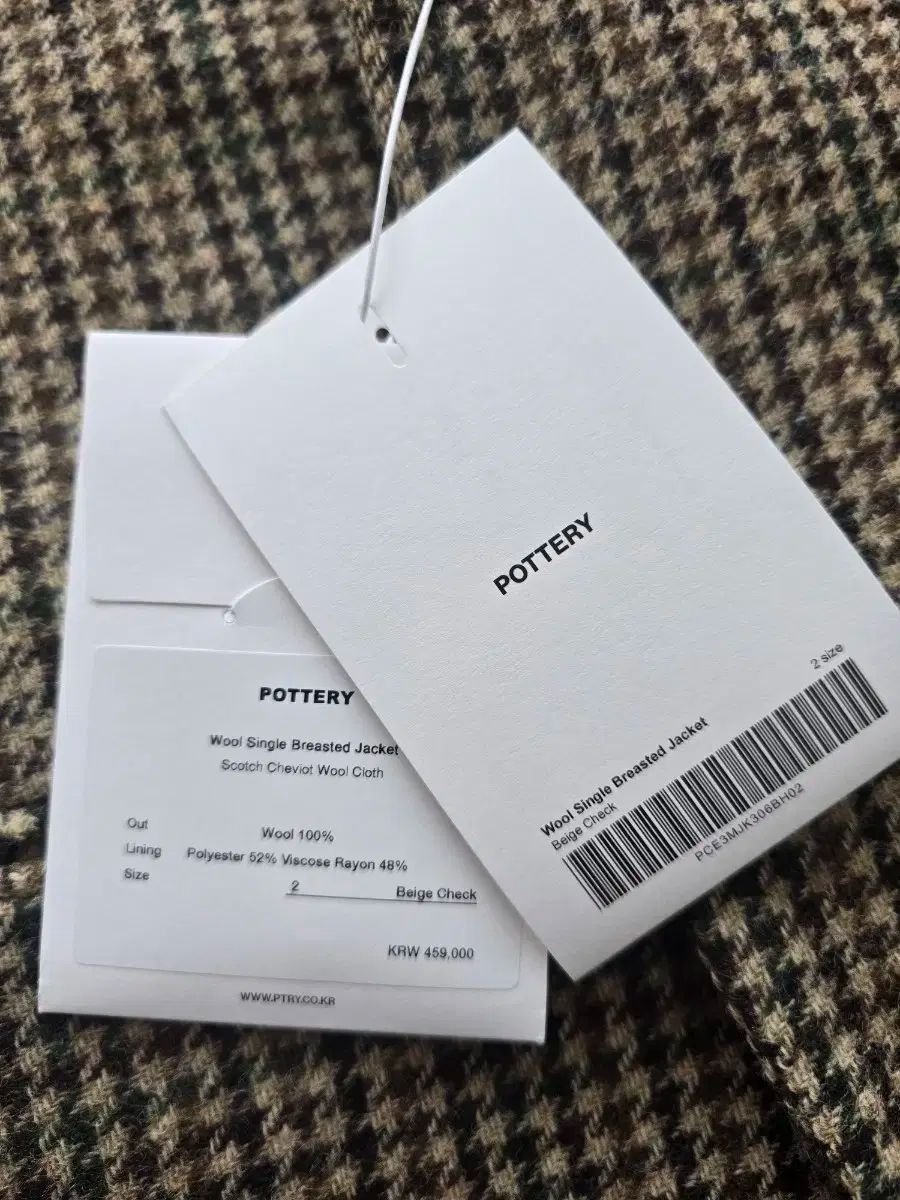 POTTERY
2 size
Wool Single Breasted Jacket
Beige Check
PCE3MJK306BH02
POTTERY
Wool Single Breasted Jacket
Scotch Cheviot Wool Cloth
Out Wool 100%
Lining Polyester 52% Viscose Rayon 48%
Size 2 Beige Check
KRW 459,000
WWW.PTRY.CO.KR